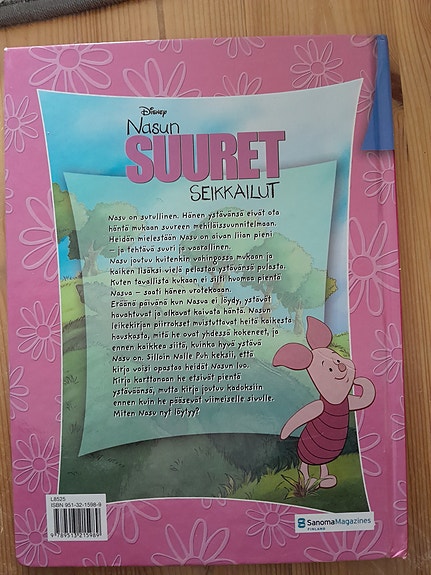 Disney
Nasun
SUURET
SEIKKAILUT
Nasu on surullinen. Hänen ystävänsä eivät ota
häntä mukaan suureen mehiläissuunnitelmaan.
Heidän mielestään Nasu on aivan liian pieni
– ja tehtävä suuri ja vaarallinen.
Nasu joutuu kuitenkin vahingossa mukaan ja
kaiken lisäksi vielä pelastaa ystävänsä pulasta.
Kuten tavallista kukaan ei silti huomaa pientä
Nasua – saati hänen urotekoaan.
Eräänä päivänä kun Nasua ei löydy, ystävät
havahtuvat ja alkavat kaivata häntä. Nasun
leikekirjan piirrokset muistuttavat heitä kaikesta
hauskasta, mitä he ovat yhdessä kokeneet, ja
ennen kaikkea siitä, kuinka hyvä ystävä
Nasu on. Silloin Nalle Puh keksii, että
kirja voisi opastaa heidät Nasun luo.
Kirja karttanaan he etsivät pientä
ystäväänsä, mutta kirja joutuu kadoksiin
ennen kuin he pääsevät viimeiselle sivulle.
Miten Nasu nyt löytyy?
L8525
ISBN 951-32-1598-9
9 789513 215989
SanomaMagazines
FINLAND